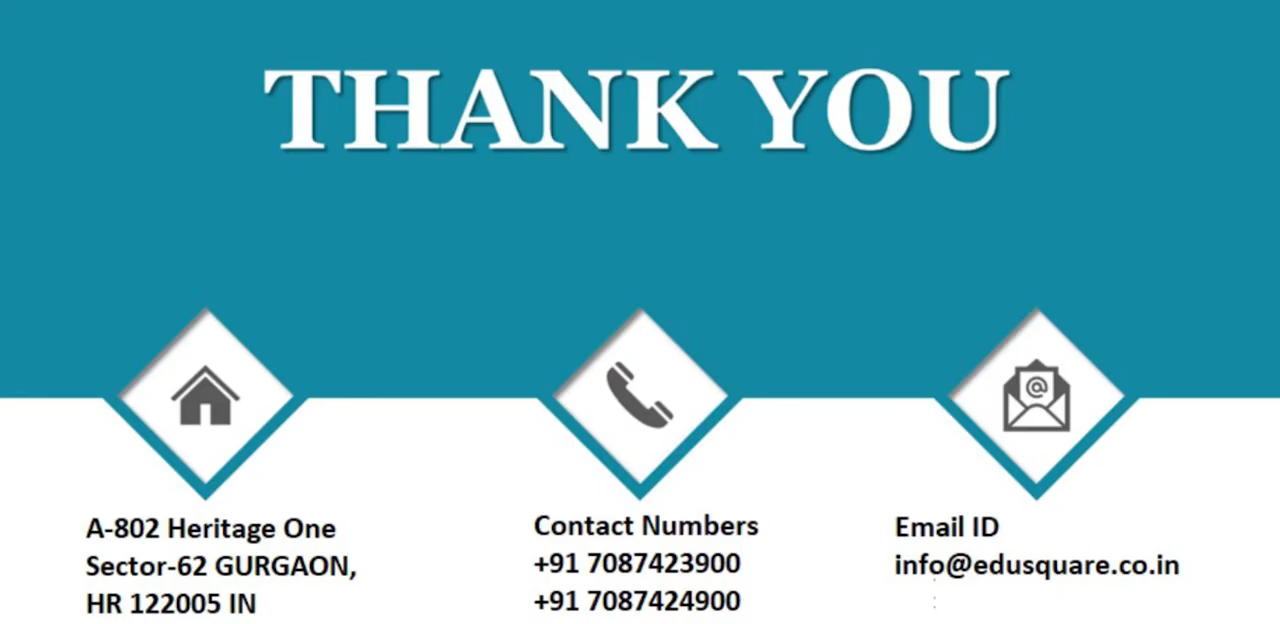 THANK YOU
A-802 Heritage One
Sector-62 GURGAON,
HR 122005 IN
Contact Numbers
+91 7087423900
+91 7087424900
Email ID
info@edusquare.co.in